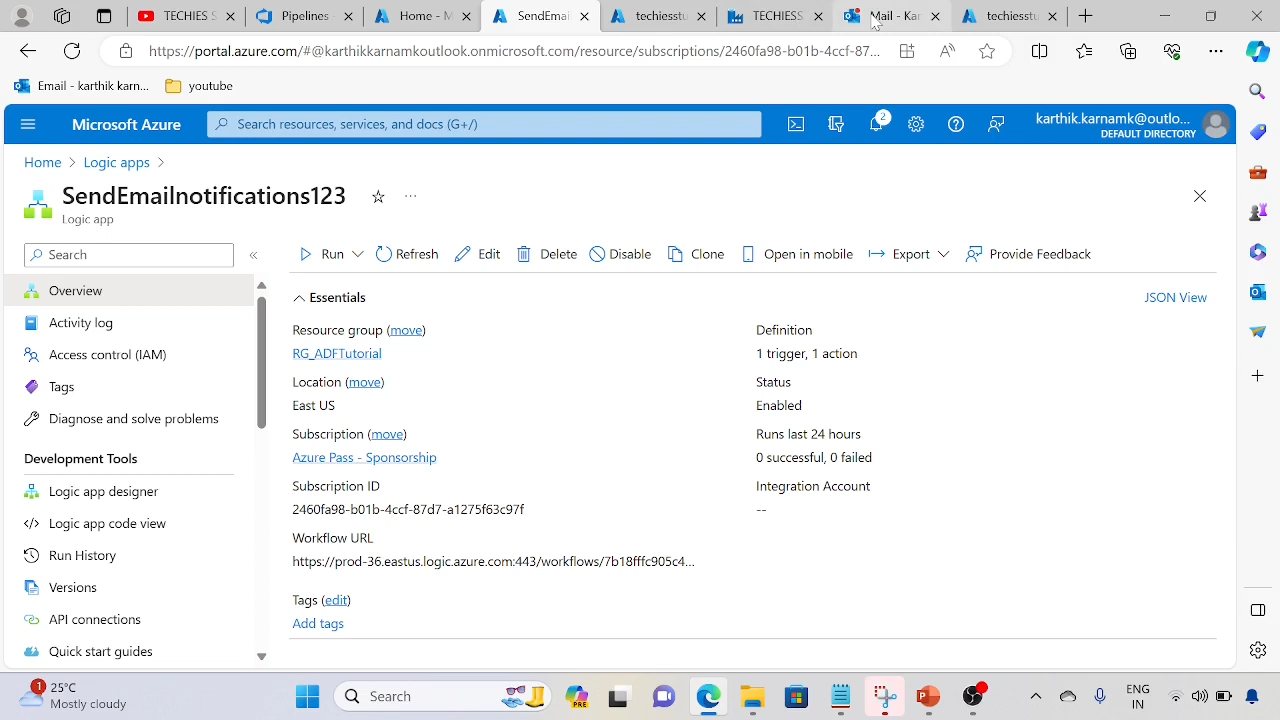 TECHIES S
Pipelines -
Home - M
SendEmai
techiesstu
TECHIESS
Mail - Kar
techiesstu
https://portal.azure.com/#@karthikkarnamkoutlook.onmicrosoft.com/resource/subscriptions/2460fa98-b01b-4ccf-87...
Email - karthik karn...
youtube
Microsoft Azure
Search resources, services, and docs (G+/)
2
karthik.karnamk@outlo...
DEFAULT DIRECTORY
Home > Logic apps >
SendEmailnotifications123
Logic app
Search
Run
Refresh
Edit
Delete
Disable
Clone
Open in mobile
Export
Provide Feedback
Overview
Activity log
Access control (IAM)
Tags
Diagnose and solve problems
Development Tools
Logic app designer
Logic app code view
Run History
Versions
API connections
Quick start guides
Essentials
JSON View
Resource group (move)
RG_ADFTutorial
Location (move)
East US
Subscription (move)
Azure Pass - Sponsorship
Subscription ID
2460fa98-b01b-4ccf-87d7-a1275f63c97f
Workflow URL
https://prod-36.eastus.logic.azure.com:443/workflows/7b18fffc905c4...
Tags (edit)
Add tags
Definition
1 trigger, 1 action
Status
Enabled
Runs last 24 hours
0 successful, 0 failed
Integration Account
--
1
25°C
Mostly cloudy
Search
PRE
ENG
IN